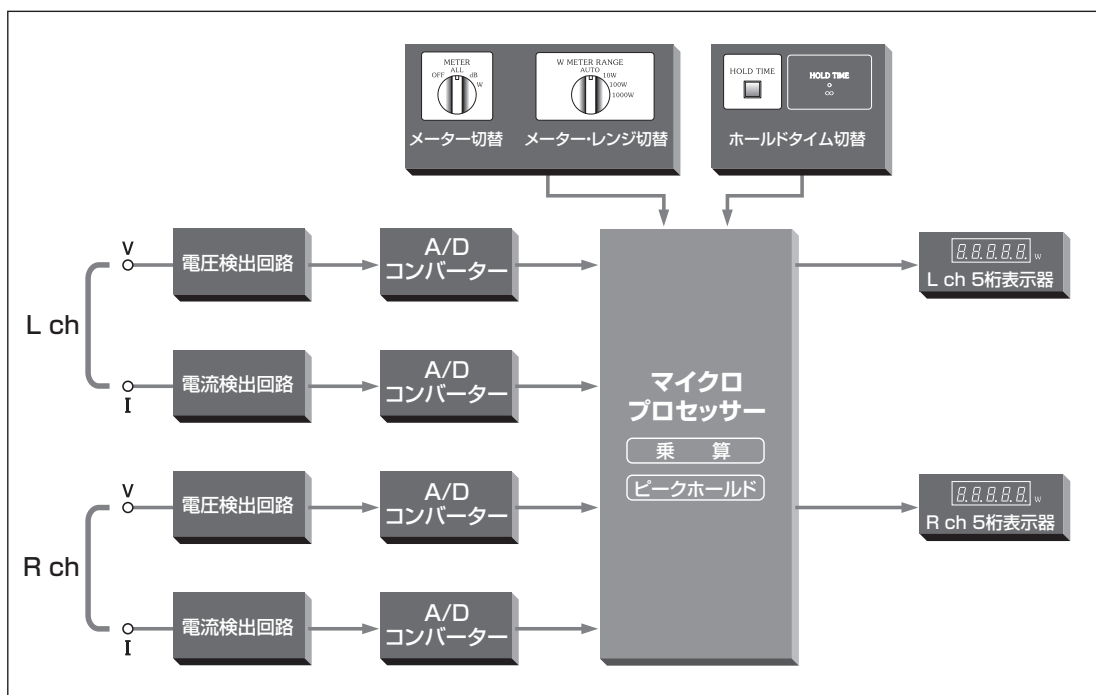 METER
ALL
OFF dB
W
メーター切替
W METER RANGE
AUTO
10W
100W
1000W
メーター・レンジ切替
HOLD TIME
HOLD TIME
∞
ホールドタイム切替
L ch
V
電圧検出回路
A/D
コンバーター
I
電流検出回路
A/D
コンバーター
R ch
V
電圧検出回路
A/D
コンバーター
I
電流検出回路
A/D
コンバーター
マイクロ
プロセッサー
乗 算
ピークホールド
8.8.8.8.8. W
L ch 5桁表示器
8.8.8.8.8. W
R ch 5桁表示器